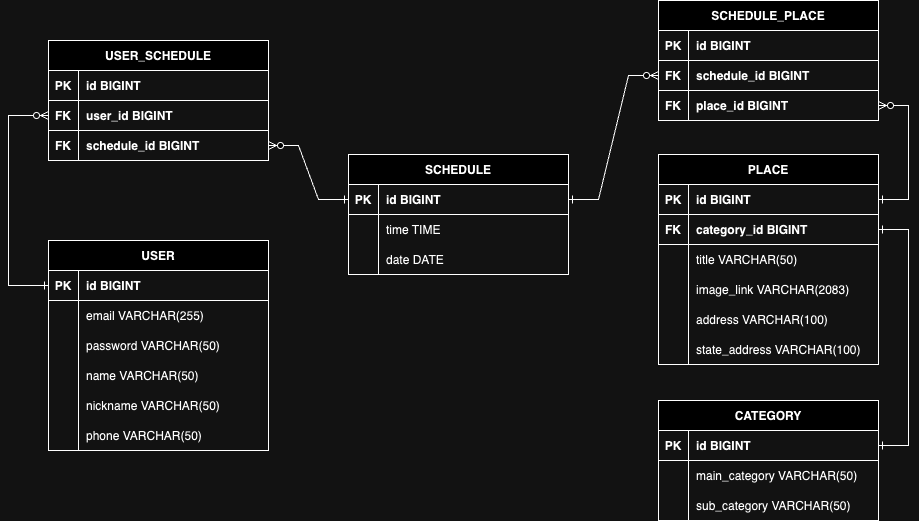 USER_SCHEDULE
PK id BIGINT
FK user_id BIGINT
FK schedule_id BIGINT
USER
PK id BIGINT
email VARCHAR(255)
password VARCHAR(50)
name VARCHAR(50)
nickname VARCHAR(50)
phone VARCHAR(50)
SCHEDULE
PK id BIGINT
time TIME
date DATE
SCHEDULE_PLACE
PK id BIGINT
FK schedule_id BIGINT
FK place_id BIGINT
PLACE
PK id BIGINT
FK category_id BIGINT
title VARCHAR(50)
image_link VARCHAR(2083)
address VARCHAR(100)
state_address VARCHAR(100)
CATEGORY
PK id BIGINT
main_category VARCHAR(50)
sub_category VARCHAR(50)